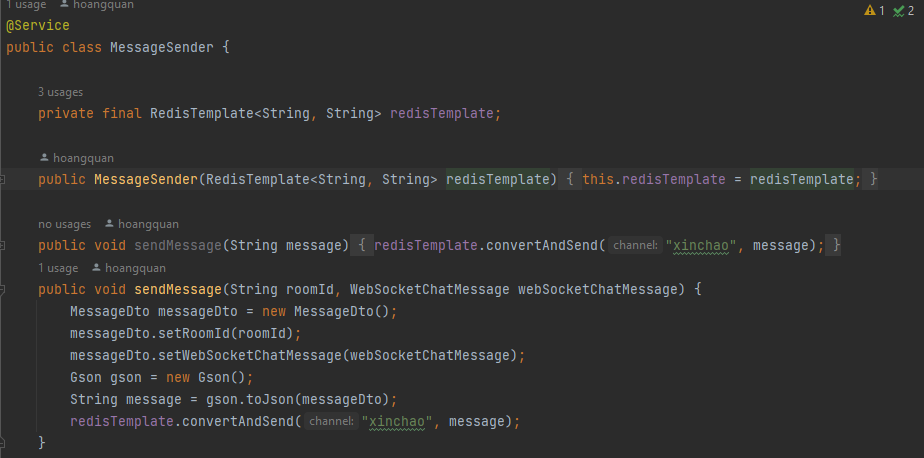 1 usage hoangquan
@Service
public class MessageSender {
3 usages
private final RedisTemplate<String, String> redisTemplate;
hoangquan
public MessageSender(RedisTemplate<String, String> redisTemplate) { this.redisTemplate = redisTemplate; }
no usages hoangquan
public void sendMessage(String message) { redisTemplate.convertAndSend( channel: "xinchao", message); }
1 usage hoangquan
public void sendMessage(String roomId, WebSocketChatMessage webSocketChatMessage) {
MessageDto messageDto = new MessageDto();
messageDto.setRoomId(roomId);
messageDto.setWebSocketChatMessage(webSocketChatMessage);
Gson gson = new Gson();
String message = gson.toJson(messageDto);
redisTemplate.convertAndSend( channel: "xinchao", message);
}
1 2